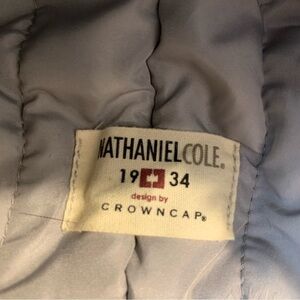 NATHANIELCOLE.
19 34
design by
CROWNCAP®